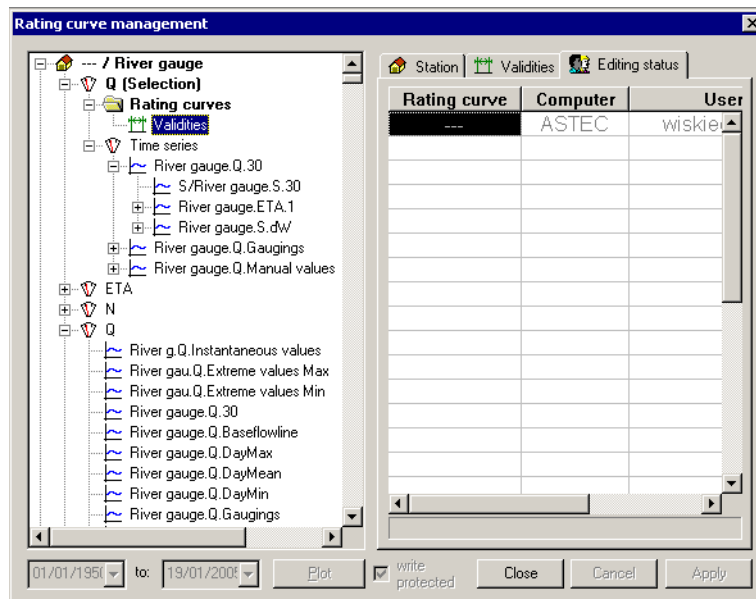 Rating curve management
--- / River gauge
Q (Selection)
Rating curves
Validities
Time series
River gauge.Q.30
S/River gauge.S.30
River gauge.ETA.1
River gauge.S.dW
River gauge.Q.Gaugings
River gauge.Q.Manual values
ETA
N
Q
River g.Q.Instantaneous values
River gau.Q.Extreme values Max
River gau.Q.Extreme values Min
River gauge.Q.30
River gauge.Q.Baseflowline
River gauge.Q.DayMax
River gauge.Q.DayMean
River gauge.Q.DayMin
River gauge.Q.Gaugings
Station Validities Editing status
Rating curve Computer User
--- ASTEC
01/01/195 to: 19/01/200 Plot write protected Close Cancel Apply